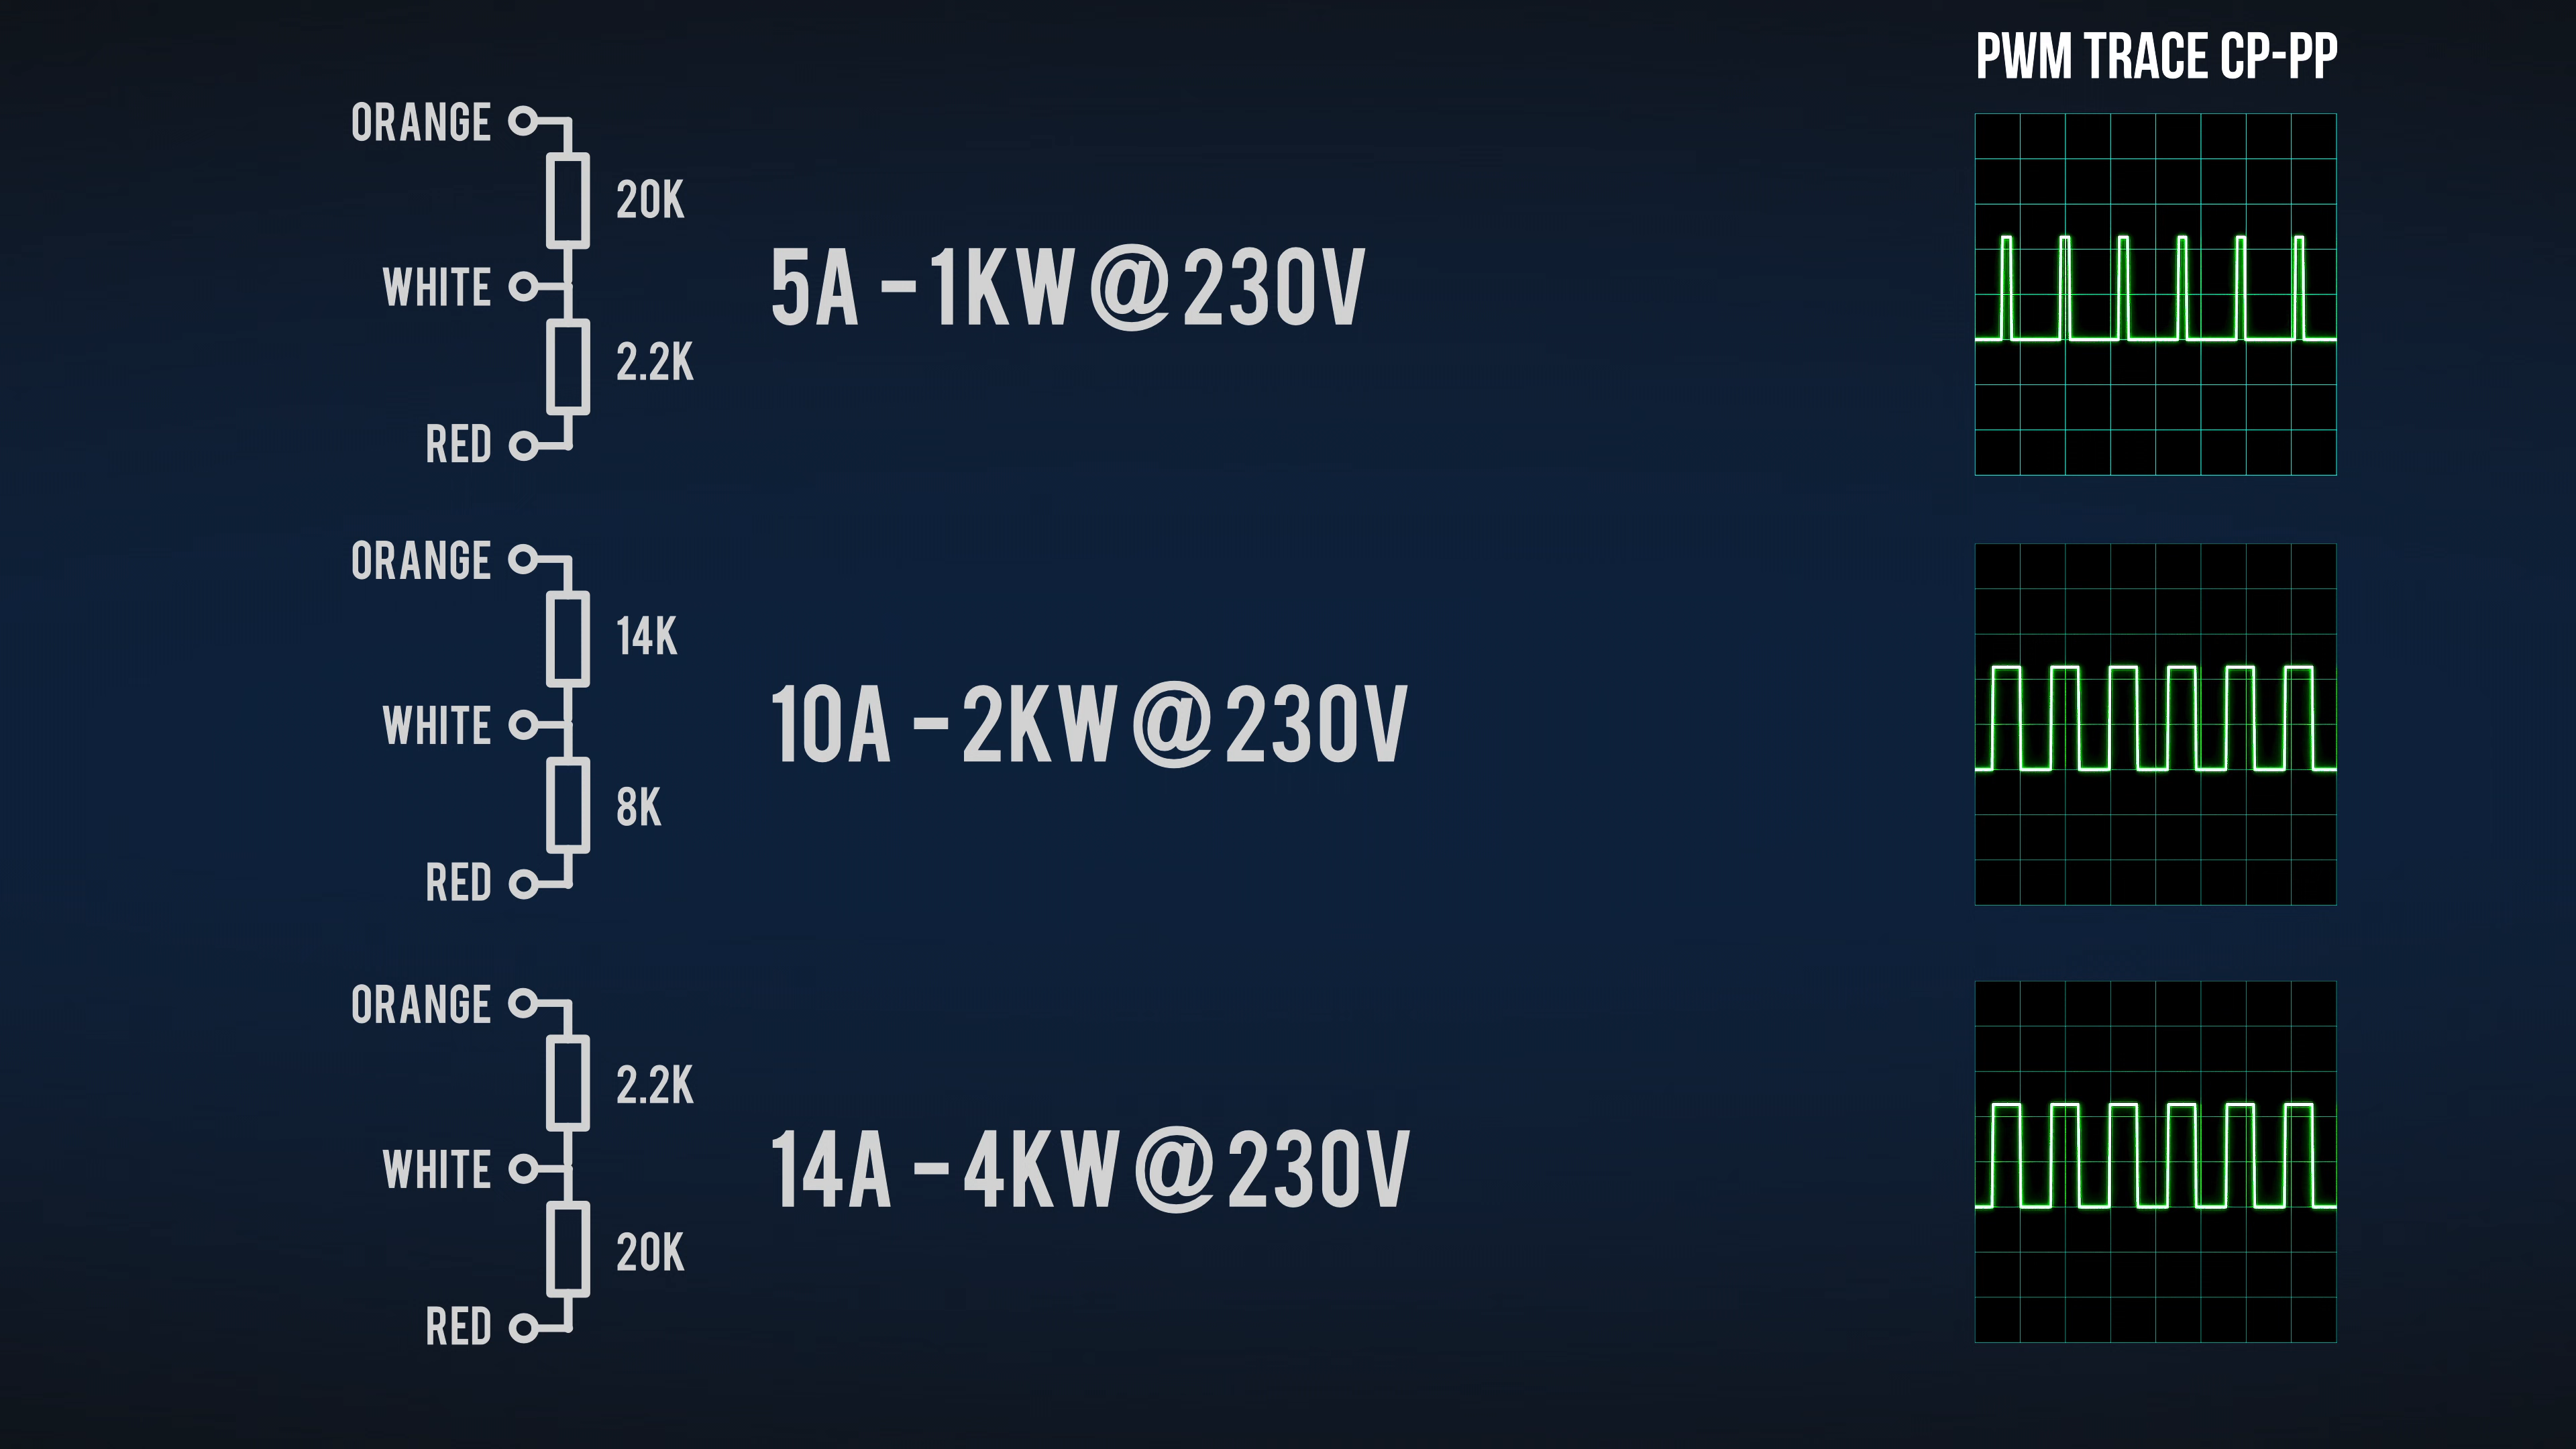 PWM TRACE CP-PP
ORANGE
20K
WHITE
5A - 1KW@230V
2.2K
RED
ORANGE
14K
WHITE
10A - 2KW@230V
8K
RED
ORANGE
2.2K
WHITE
14A - 4KW@230V
20K
RED